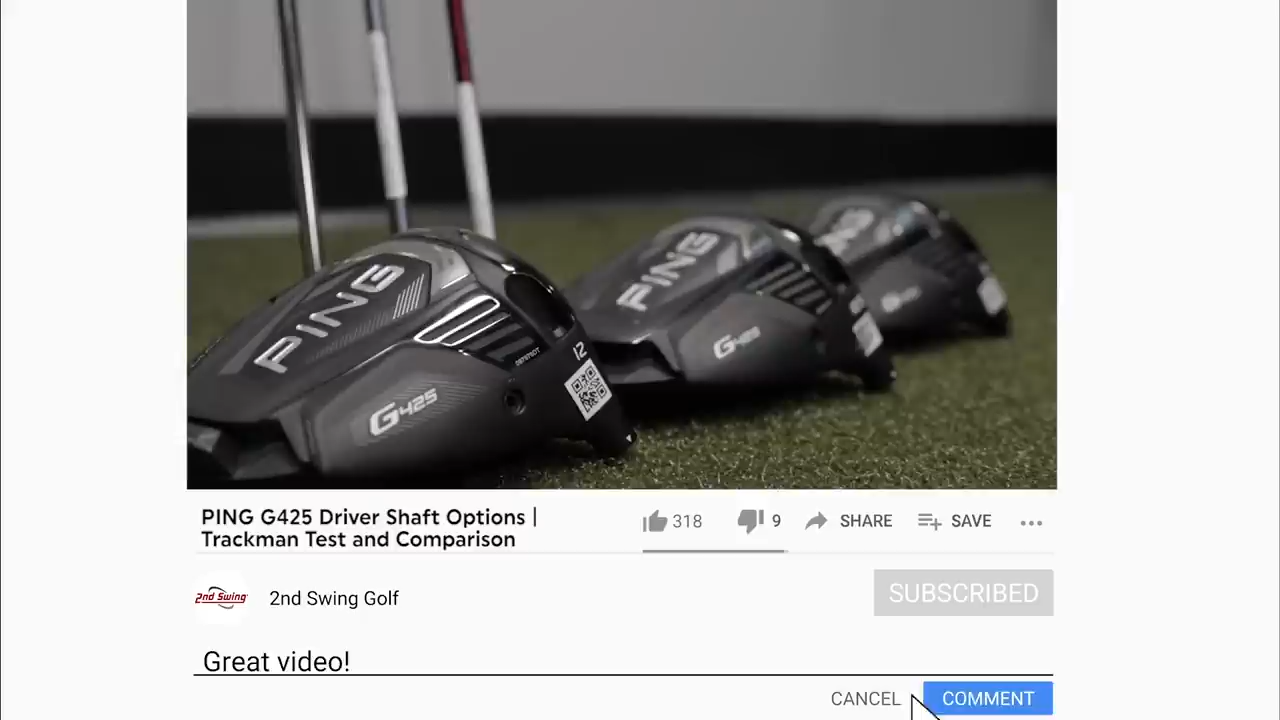 PING
G425
12
PING
G425
PING
PING G425 Driver Shaft Options |
Trackman Test and Comparison
318
9
SHARE
SAVE
2nd Swing
2nd Swing Golf
SUBSCRIBED
Great video!
CANCEL
COMMENT